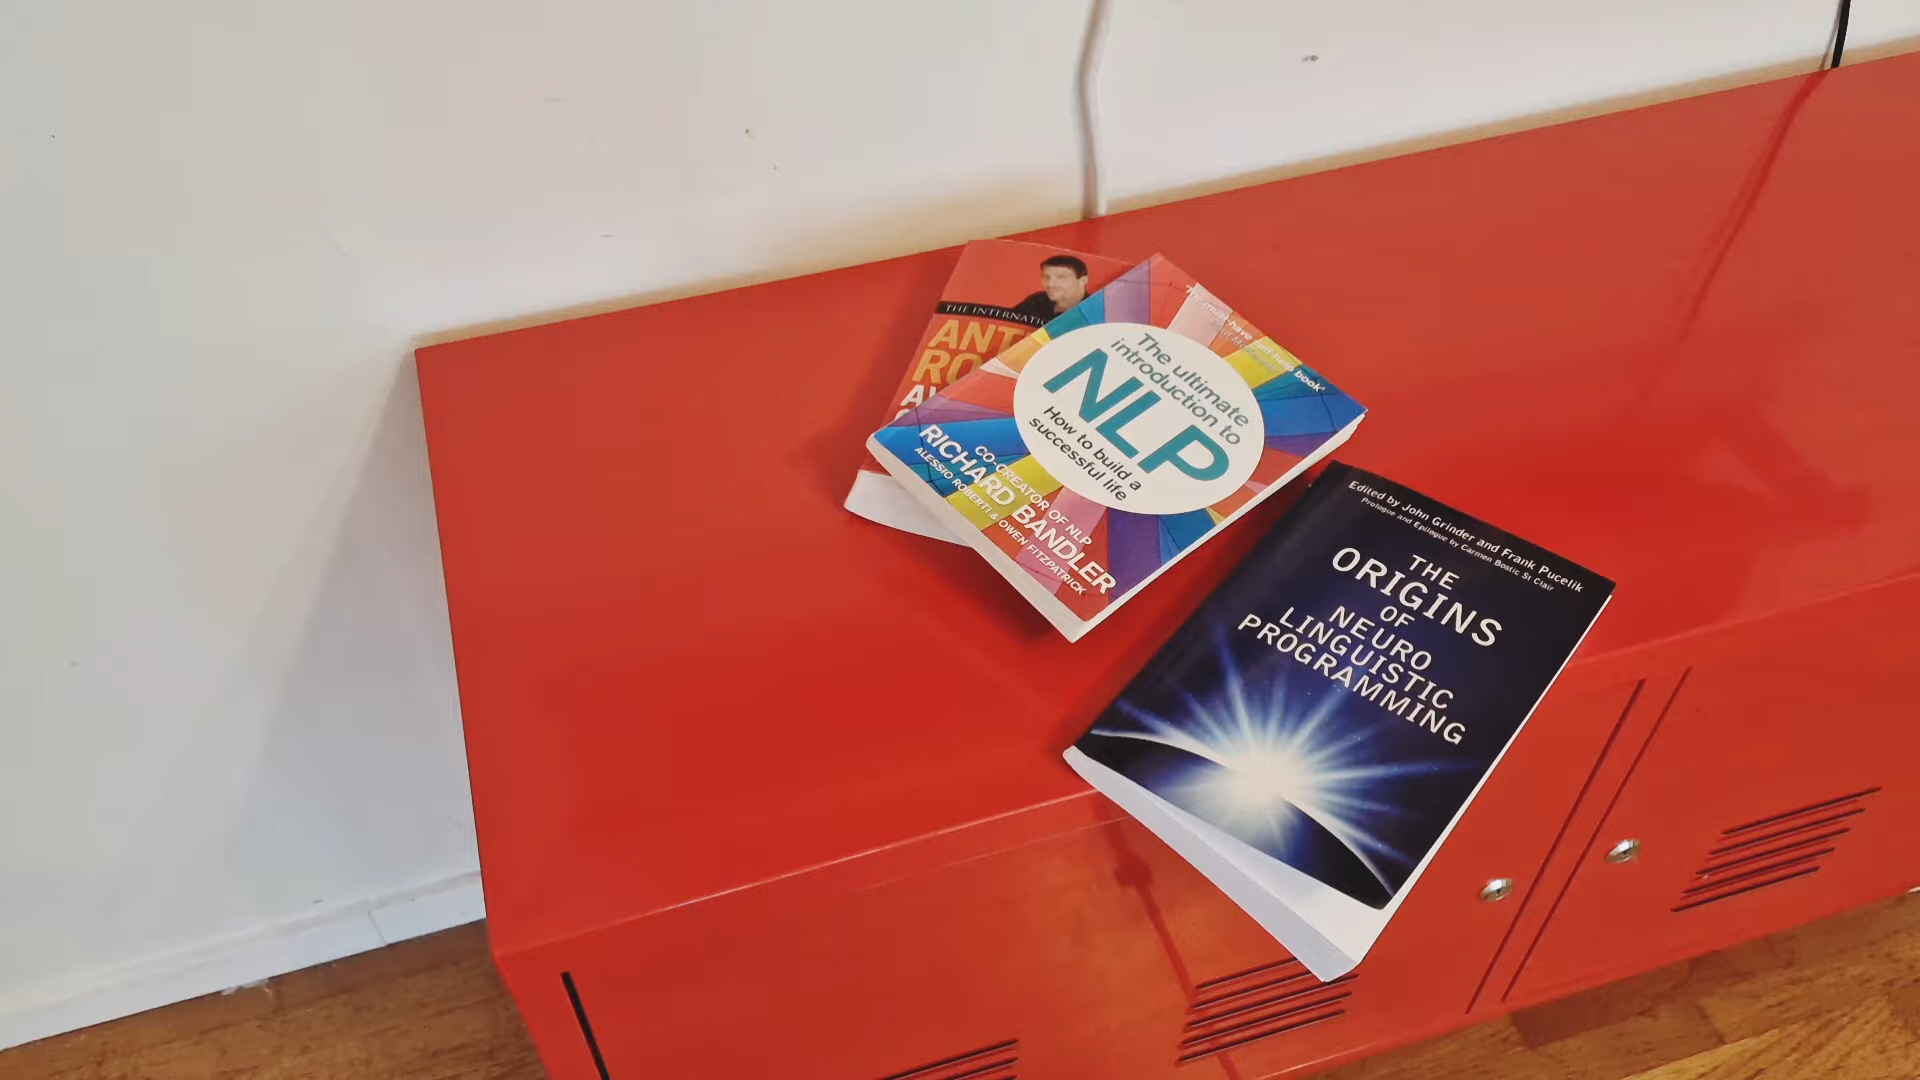 THE INTERNATIO
ANT
RO
'The must-have self-help book'
The ultimate
introduction to
NLP
How to build a
successful life
CO-CREATOR OF NLP
RICHARD BANDLER
ALESSIO ROBERTI & OWEN FITZPATRICK
Edited by John Grinder and Frank Pucelik
Prologue and Epilogue by Carmen Bostic St Clair
THE
ORIGINS
OF
NEURO
LINGUISTIC
PROGRAMMING